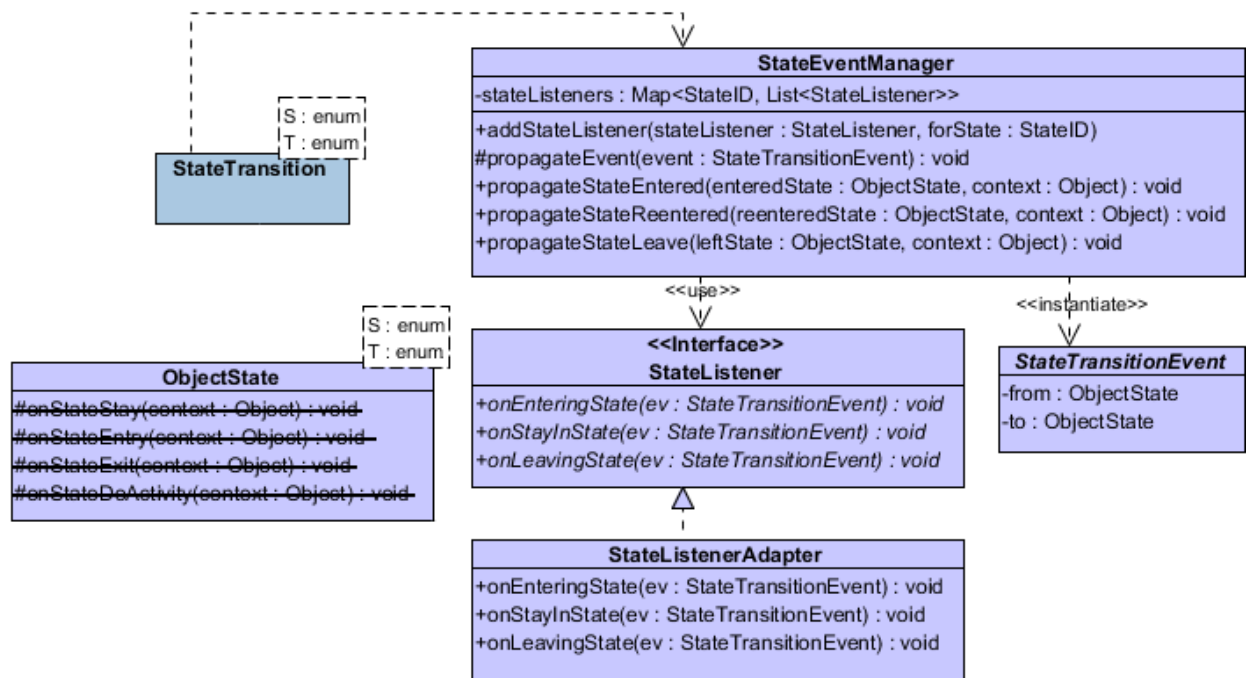 StateEventManager
-stateListeners : Map<StateID, List<StateListener>>
+addStateListener(stateListener : StateListener, forState : StateID)
#propagateEvent(event : StateTransitionEvent) : void
+propagateStateEntered(enteredState : ObjectState, context : Object) : void
+propagateStateReentered(reenteredState : ObjectState, context : Object) : void
+propagateStateLeave(leftState : ObjectState, context : Object) : void
S : enum
T : enum
StateTransition
<<use>>
<<instantiate>>
S : enum
T : enum
ObjectState
#onStateStay(context : Object) : void
#onStateEntry(context : Object) : void
#onStateExit(context : Object) : void
#onStateDoActivity(context : Object) : void
<<Interface>>
StateListener
+onEnteringState(ev : StateTransitionEvent) : void
+onStayInState(ev : StateTransitionEvent) : void
+onLeavingState(ev : StateTransitionEvent) : void
StateTransitionEvent
-from : ObjectState
-to : ObjectState
StateListenerAdapter
+onEnteringState(ev : StateTransitionEvent) : void
+onStayInState(ev : StateTransitionEvent) : void
+onLeavingState(ev : StateTransitionEvent) : void